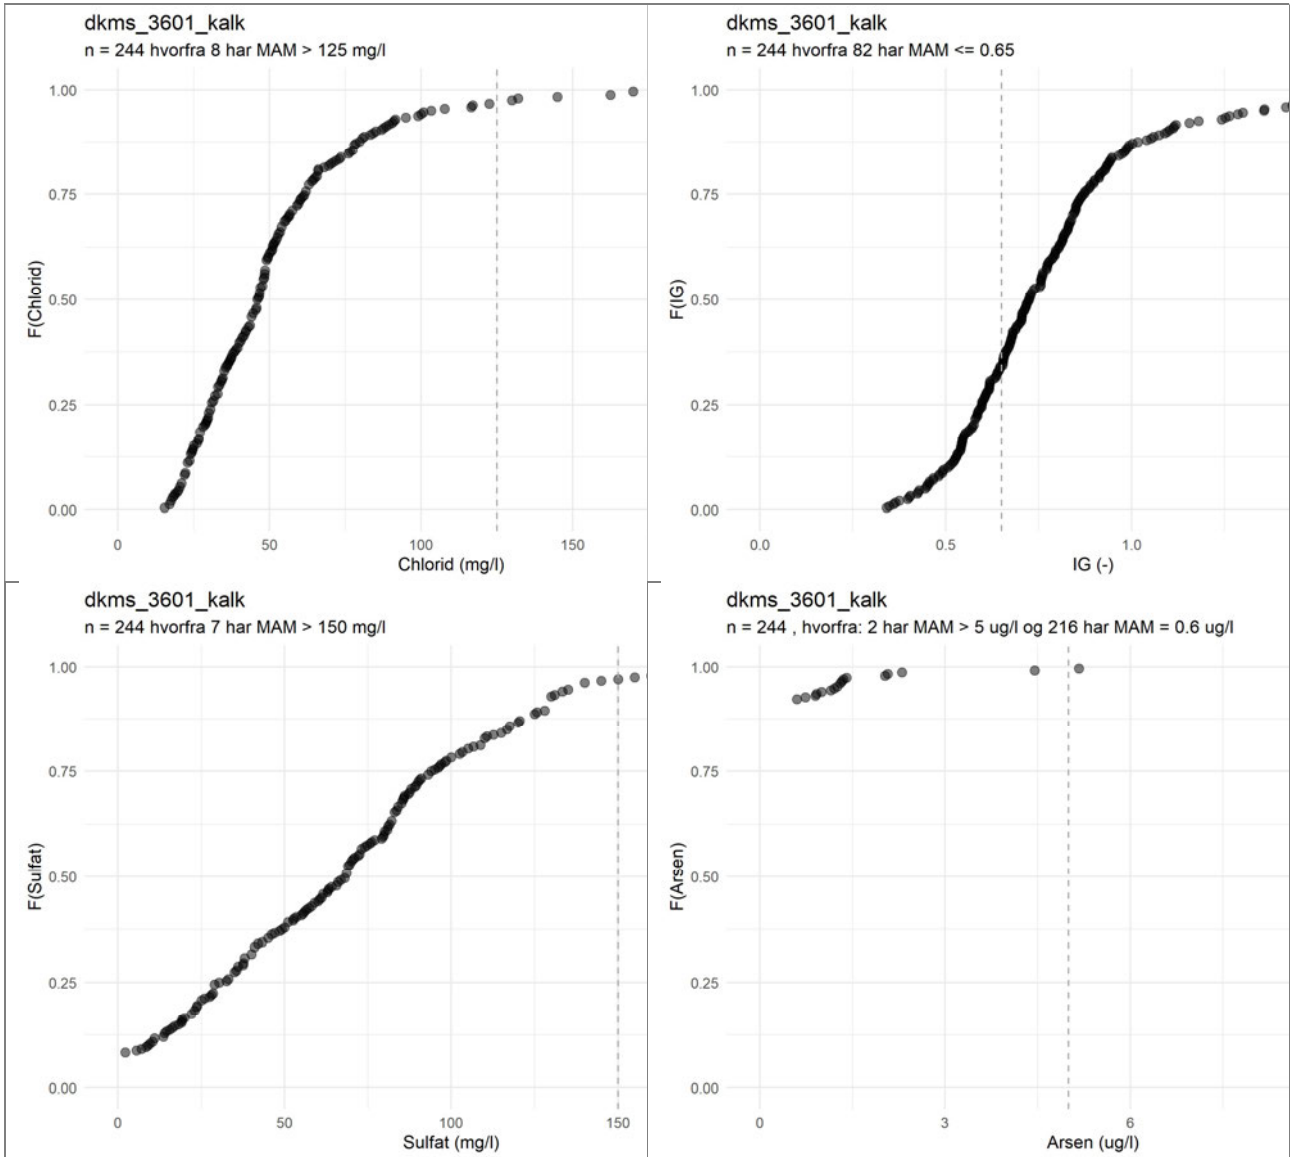 dkms_3601_kalk
n = 244 hvorfra 8 har MAM > 125 mg/l
1.00
0.75
0.50
0.25
0.00
F(Chlorid)
0
50
100
150
Chlorid (mg/l)
dkms_3601_kalk
n = 244 hvorfra 82 har MAM <= 0.65
1.00
0.75
0.50
0.25
0.00
F(IG)
0.0
0.5
1.0
IG (-)
dkms_3601_kalk
n = 244 hvorfra 7 har MAM > 150 mg/l
1.00
0.75
0.50
0.25
0.00
F(Sulfat)
0
50
100
150
Sulfat (mg/l)
dkms_3601_kalk
n = 244 , hvorfra: 2 har MAM > 5 ug/l og 216 har MAM = 0.6 ug/l
1.00
0.75
0.50
0.25
0.00
F(Arsen)
0
3
6
Arsen (ug/l)